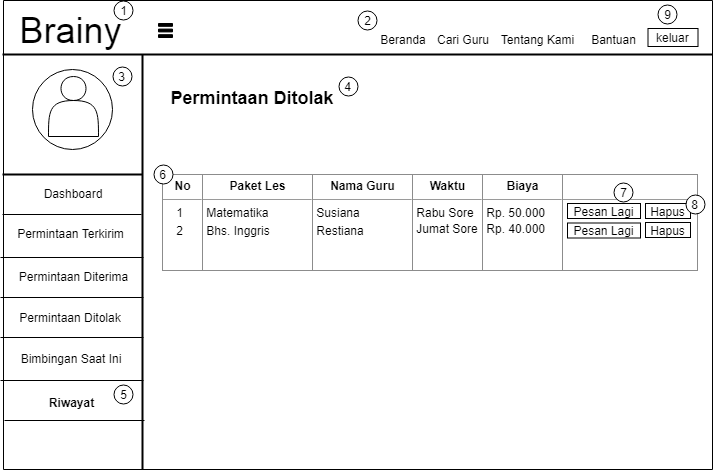 Brainy 1
2 Beranda Cari Guru Tentang Kami Bantuan 9 keluar
3
Permintaan Ditolak 4
6 No Paket Les Nama Guru Waktu Biaya
7 8
1 Matematika Susiana Rabu Sore Rp. 50.000 Pesan Lagi Hapus
2 Bhs. Inggris Restiana Jumat Sore Rp. 40.000 Pesan Lagi Hapus
Dashboard
Permintaan Terkirim
Permintaan Diterima
Permintaan Ditolak
Bimbingan Saat Ini
Riwayat 5